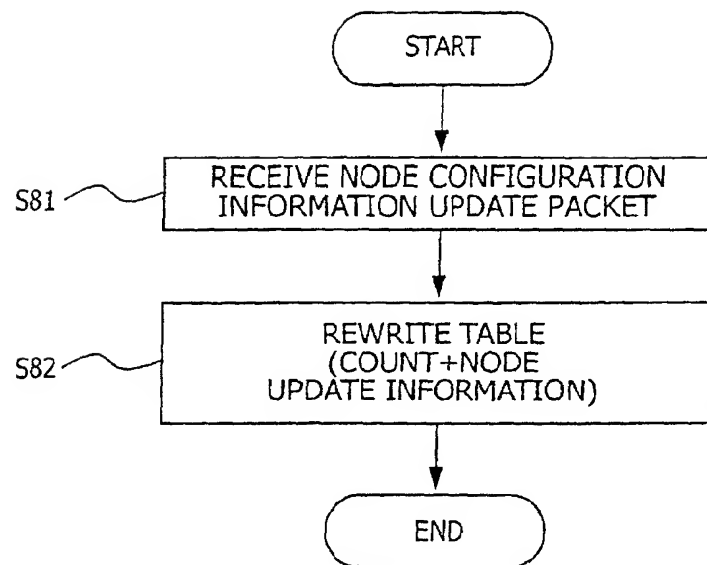 START
S81
RECEIVE NODE CONFIGURATION
INFORMATION UPDATE PACKET
S82
REWRITE TABLE
(COUNT+NODE
UPDATE INFORMATION)
END